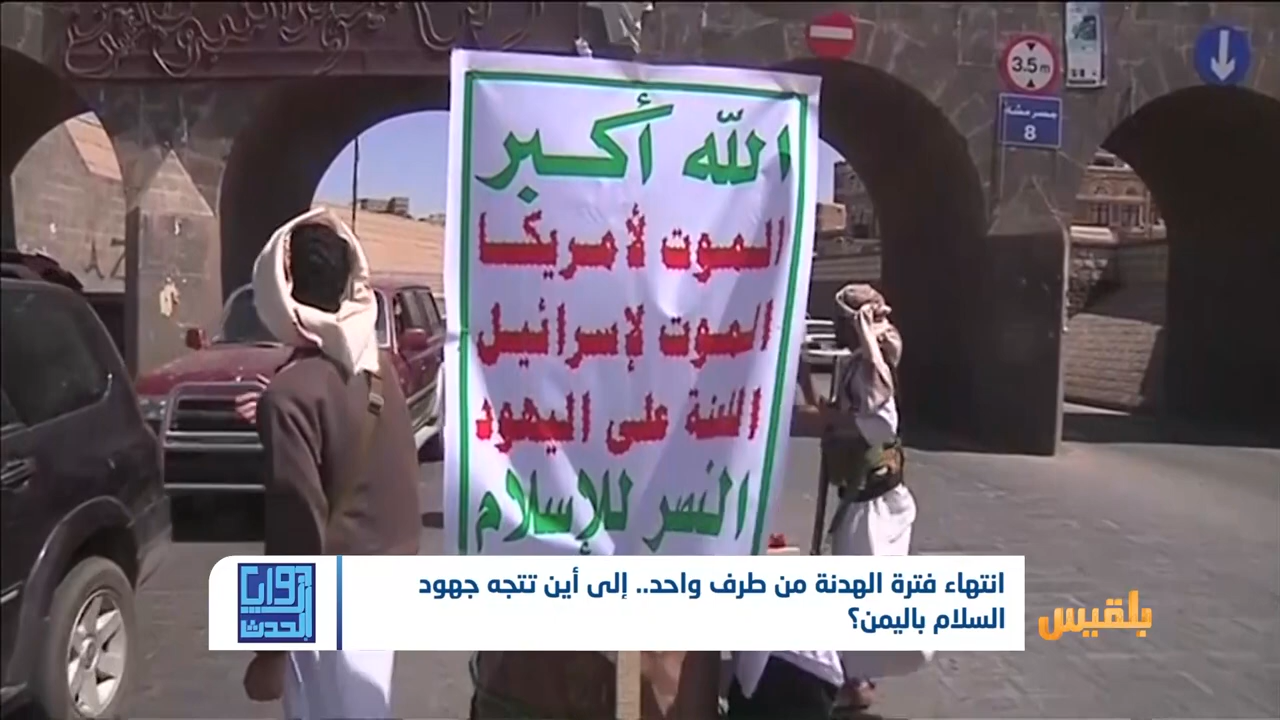 3.5m
8
الله أكبر
الموت لأمريكا
الموت لإسرائيل
اللعنة على اليهود
النصر للإسلام
انتهاء فترة الهدنة من طرف واحد.. إلى أين تتجه جهود
السلام باليمن؟
زوايا
الحدث
بلقيس